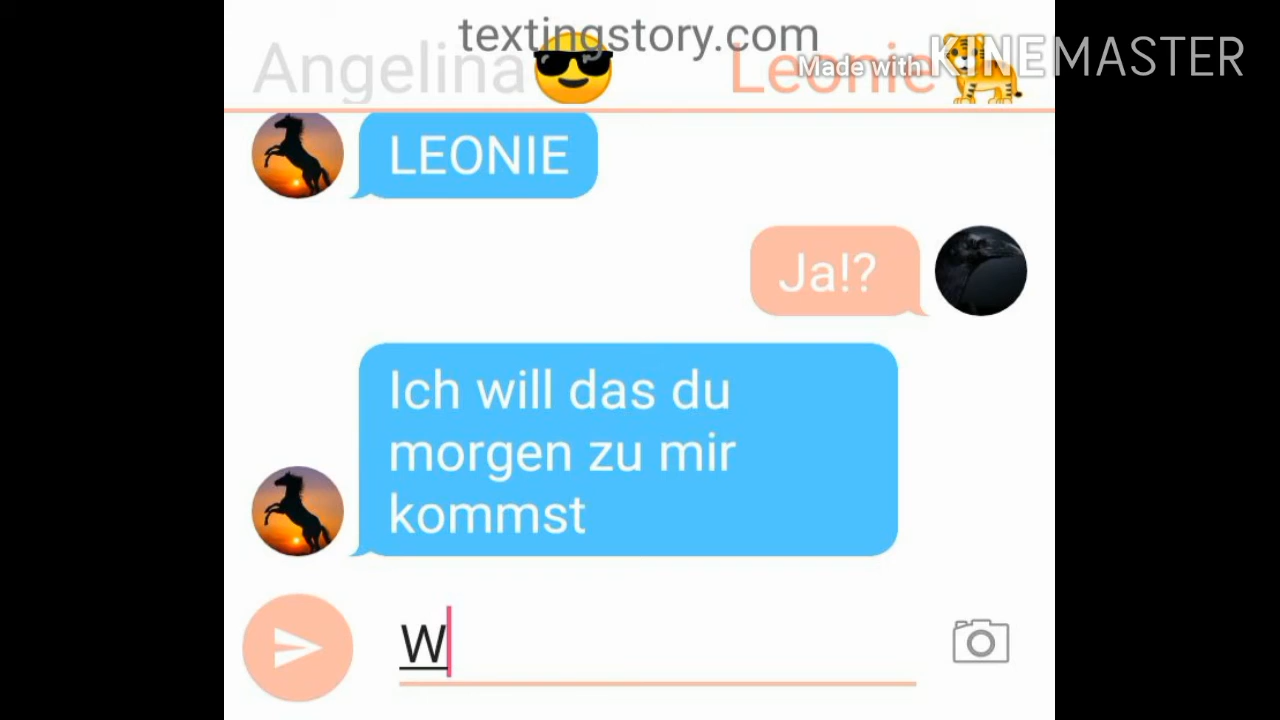 textingstory.com
Made with KINEMASTER
Angelina😎 Leonie🐅
LEONIE
Ja!?
Ich will das du
morgen zu mir
kommst
W